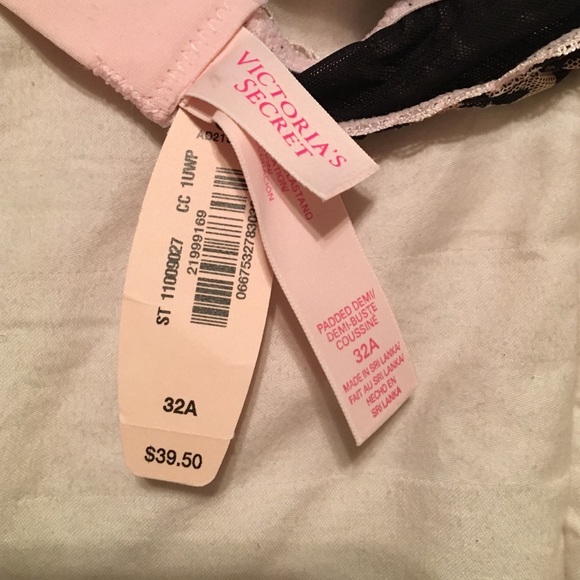 VICTORIA'S
SECRET
ST 11009027 CC 1UWP
21999169
32A
$39.50
PADDED DEMI/
DEMI-BUSTE
COUSSINÉ
32A
MADE IN SRI LANKA/
FAIT AU SRI LANKA/
HECHO EN
SRI LANKA